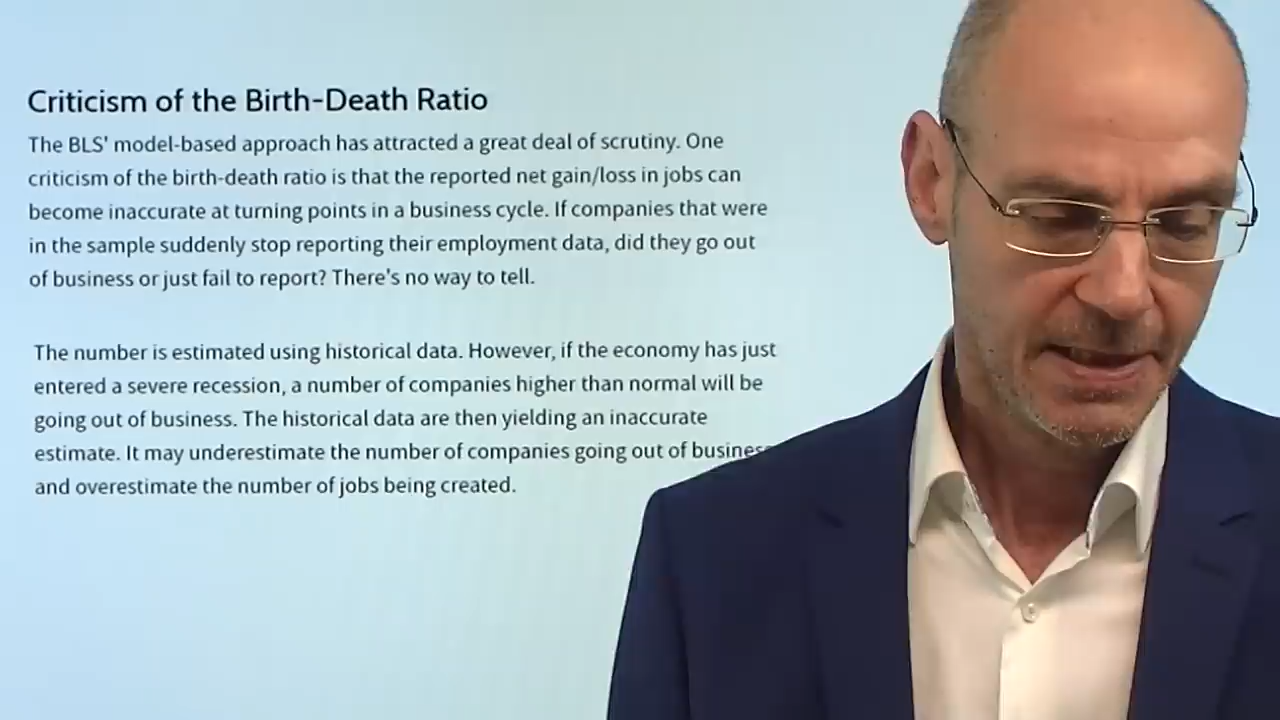 Criticism of the Birth-Death Ratio
The BLS' model-based approach has attracted a great deal of scrutiny. One
criticism of the birth-death ratio is that the reported net gain/loss in jobs can
become inaccurate at turning points in a business cycle. If companies that were
in the sample suddenly stop reporting their employment data, did they go out
of business or just fail to report? There's no way to tell.
The number is estimated using historical data. However, if the economy has just
entered a severe recession, a number of companies higher than normal will be
going out of business. The historical data are then yielding an inaccurate
estimate. It may underestimate the number of companies going out of business
and overestimate the number of jobs being created.